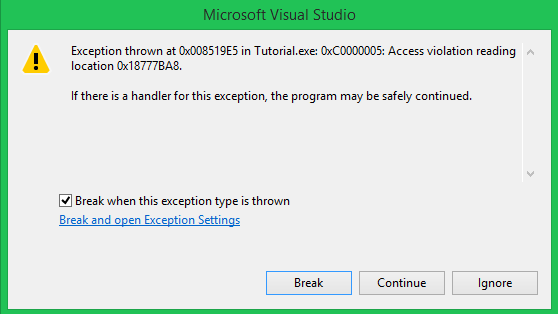 Microsoft Visual Studio
Exception thrown at 0x008519E5 in Tutorial.exe: 0xC0000005: Access violation reading
location 0x18777BA8.
If there is a handler for this exception, the program may be safely continued.
Break when this exception type is thrown
Break and open Exception Settings
Break Continue Ignore